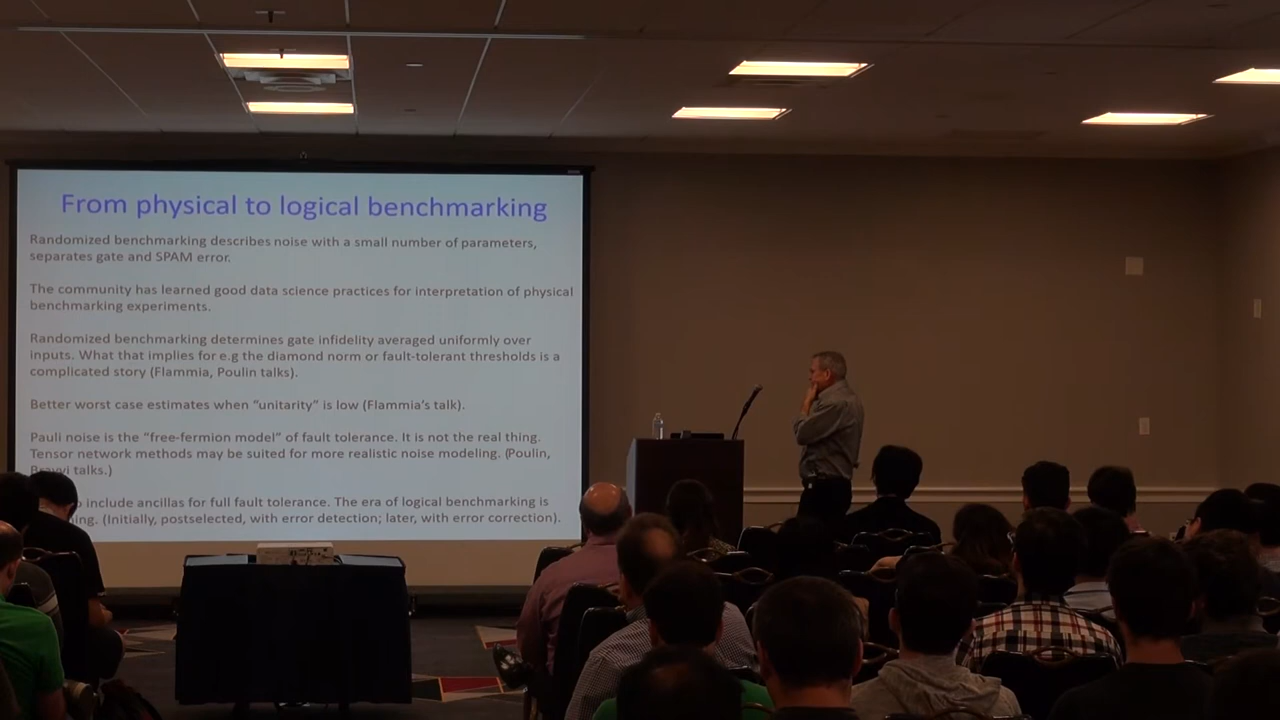 From physical to logical benchmarking
Randomized benchmarking describes noise with a small number of parameters,
separates gate and SPAM error.
The community has learned good data science practices for interpretation of physical
benchmarking experiments.
Randomized benchmarking determines gate infidelity averaged uniformly over
inputs. What that implies for e.g the diamond norm or fault-tolerant thresholds is a
complicated story (Flammia, Poulin talks).
Better worst case estimates when “unitarity” is low (Flammia’s talk).
Pauli noise is the “free-fermion model” of fault tolerance. It is not the real thing.
Tensor network methods may be suited for more realistic noise modeling. (Poulin,
Bravyi talks.)
include ancillas for full fault tolerance. The era of logical benchmarking is
(Initially, postselected, with error detection; later, with error correction).